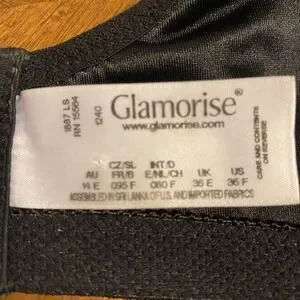 1887 LS
RN 15564
1240
Glamorise®
www.glamorise.com
CARE AND CONTENTS
ON REVERSE
CZ/SL INT/D
AU FR/B E/NL/CH UK US
14 E 095 F 080 F 36 E 36 F
ASSEMBLED IN SRI LANKA OF U.S. AND IMPORTED FABRICS